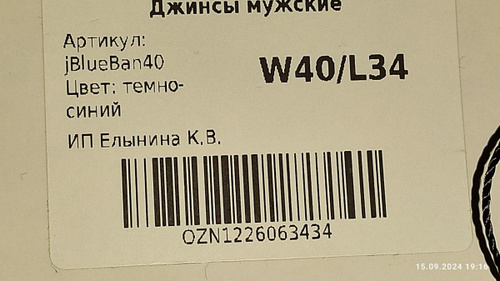 Джинсы мужские
Артикул:
jBlueBan40
Цвет: темно-
синий
W40/L34
ИП Елынина К.В.
OZN1226063434
15.09.2024 19:16